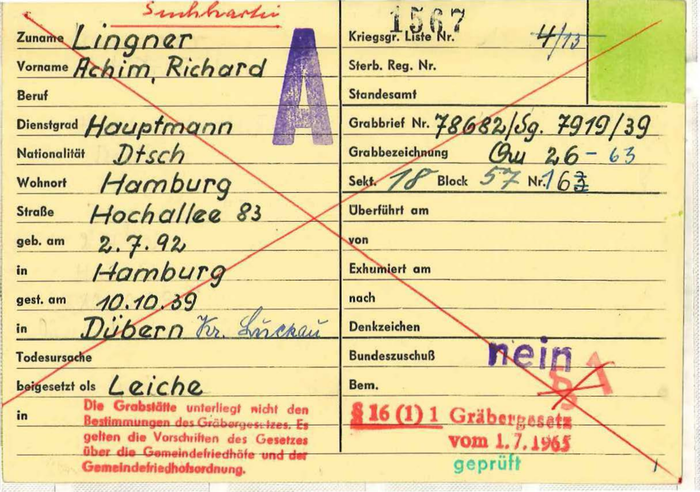 Suchkartei
1567
Zuname Lingner
Vorname Achim, Richard
Beruf
Dienstgrad Hauptmann
Nationalität Dtsch
Wohnort Hamburg
Straße Hochallee 83
geb. am 2.7.92
in Hamburg
gest. am 10.10.39
in Dübern Kr. Luckau
Todesursache
beigesetzt als Leiche
in
Die Grabstätte unterliegt nicht den
Bestimmungen des Gräbergesetzes. Es
gelten die Vorschriften des Gesetzes
über die Gemeindefriedhöfe und der
Gemeindefriedhofsordnung.
A
Kriegsgr. Liste Nr. 4/13
Sterb. Reg. Nr.
Standesamt
Grabbrief Nr. 78682/Sg. 7919/39
Grabbezeichnung 26-63
Sekt. 18 Block 57 Nr. 16
Überführt am
von
Exhumiert am
nach
Denkzeichen
Bundeszuschuß nein
Bem. A
§ 16 (1) 1 Gräbergesetz
vom 1.7.1965
geprüft